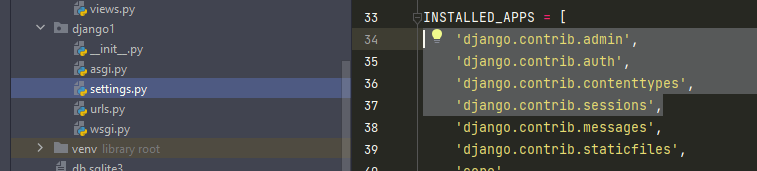 views.py
django1
__init__.py
asgi.py
settings.py
urls.py
wsgi.py
venv library root
db.sqlite3
33 INSTALLED_APPS = [
34 'django.contrib.admin',
35 'django.contrib.auth',
36 'django.contrib.contenttypes',
37 'django.contrib.sessions',
38 'django.contrib.messages',
39 'django.contrib.staticfiles',